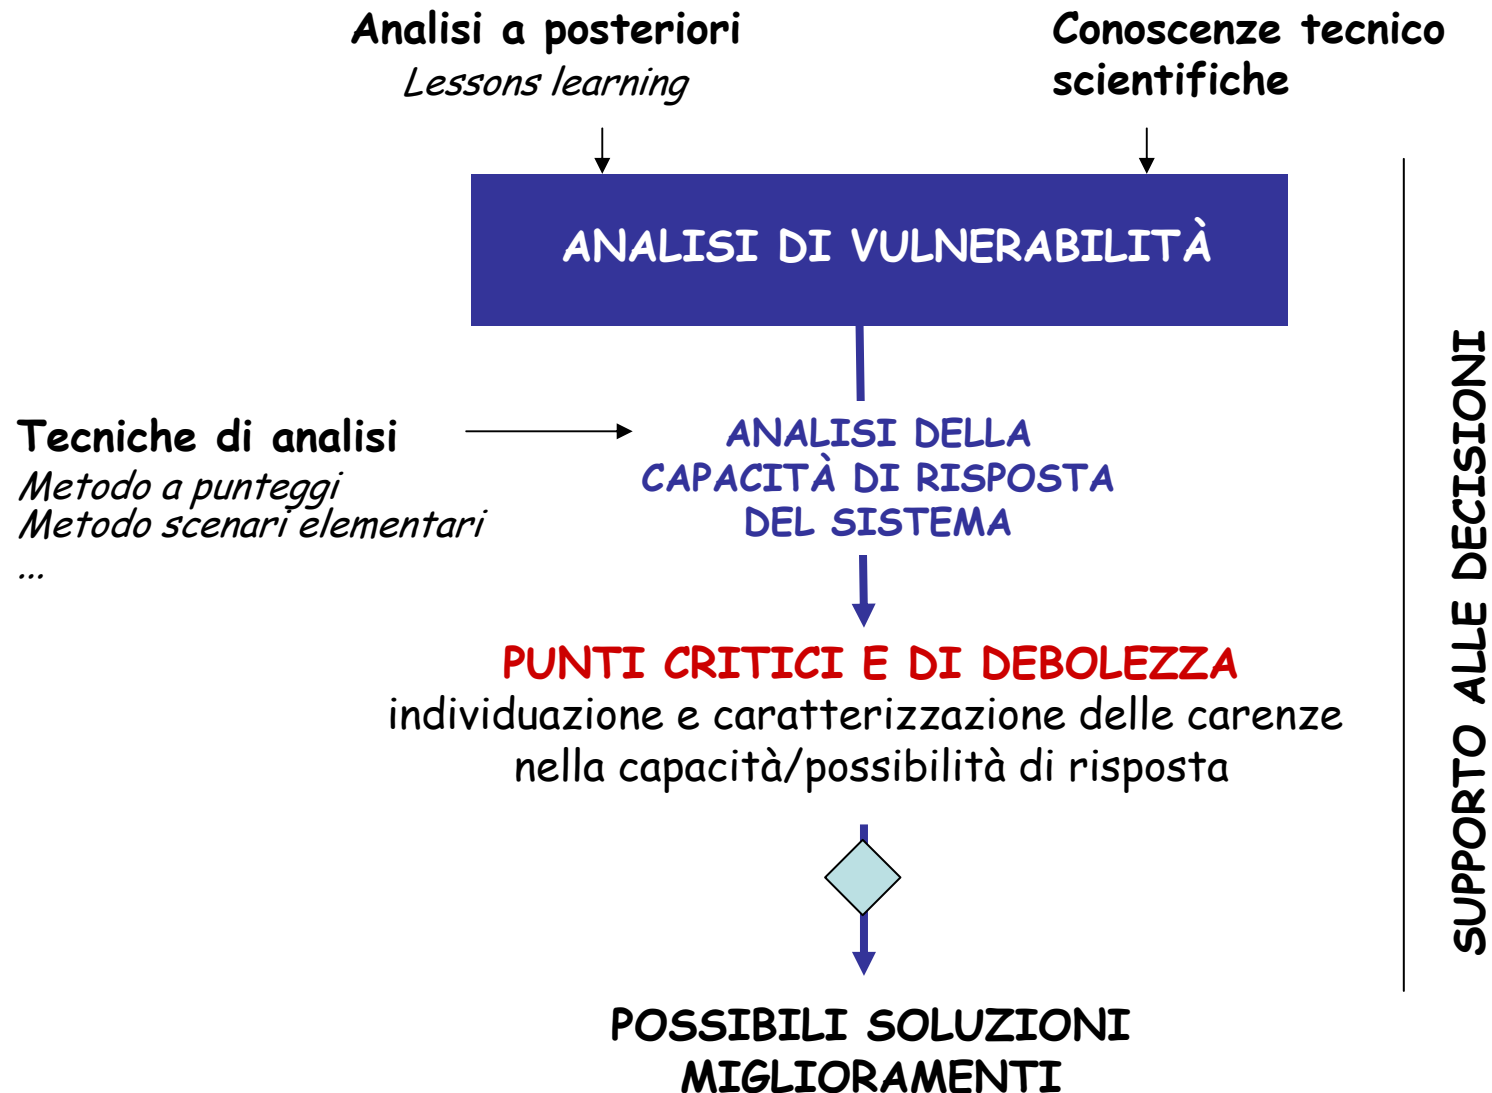 Analisi a posteriori
Lessons learning
Conoscenze tecnico
scientifiche
ANALISI DI VULNERABILITÀ
Tecniche di analisi
Metodo a punteggi
Metodo scenari elementari
...
ANALISI DELLA
CAPACITÀ DI RISPOSTA
DEL SISTEMA
PUNTI CRITICI E DI DEBOLEZZA
individuazione e caratterizzazione delle carenze
nella capacità/possibilità di risposta
POSSIBILI SOLUZIONI
MIGLIORAMENTI
SUPPORTO ALLE DECISIONI